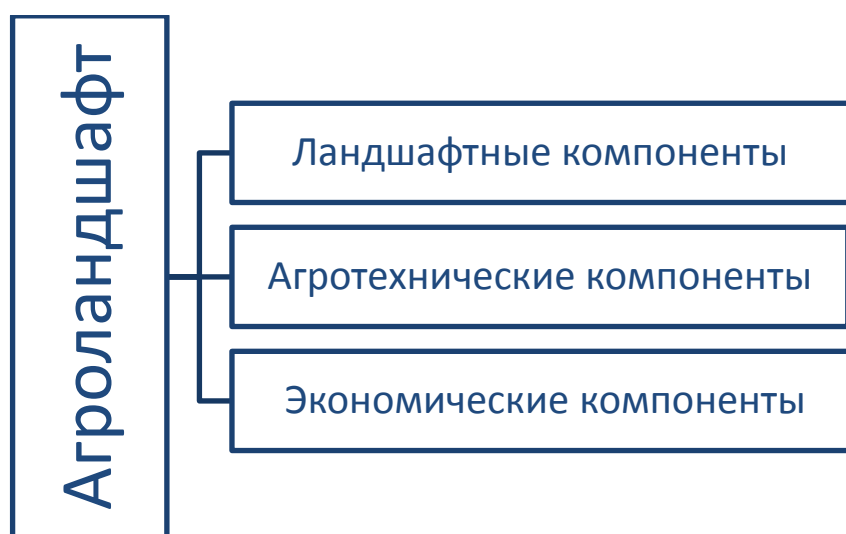 Агроландшафт
Ландшафтные компоненты
Агротехнические компоненты
Экономические компоненты